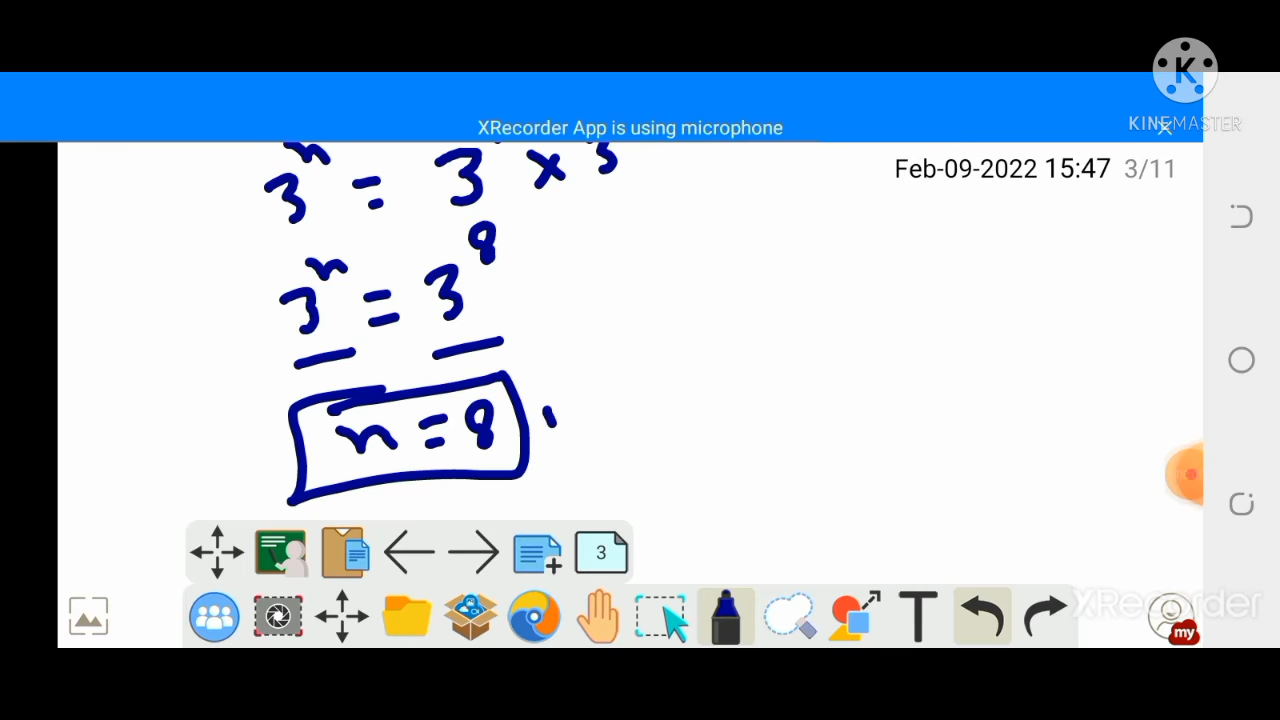 K
KINEMASTER
XRecorder App is using microphone
Feb-09-2022 15:47 3/11
3ⁿ = 3 × 3
3ⁿ = 3⁸
n = 8
3
T
XRecorder
my